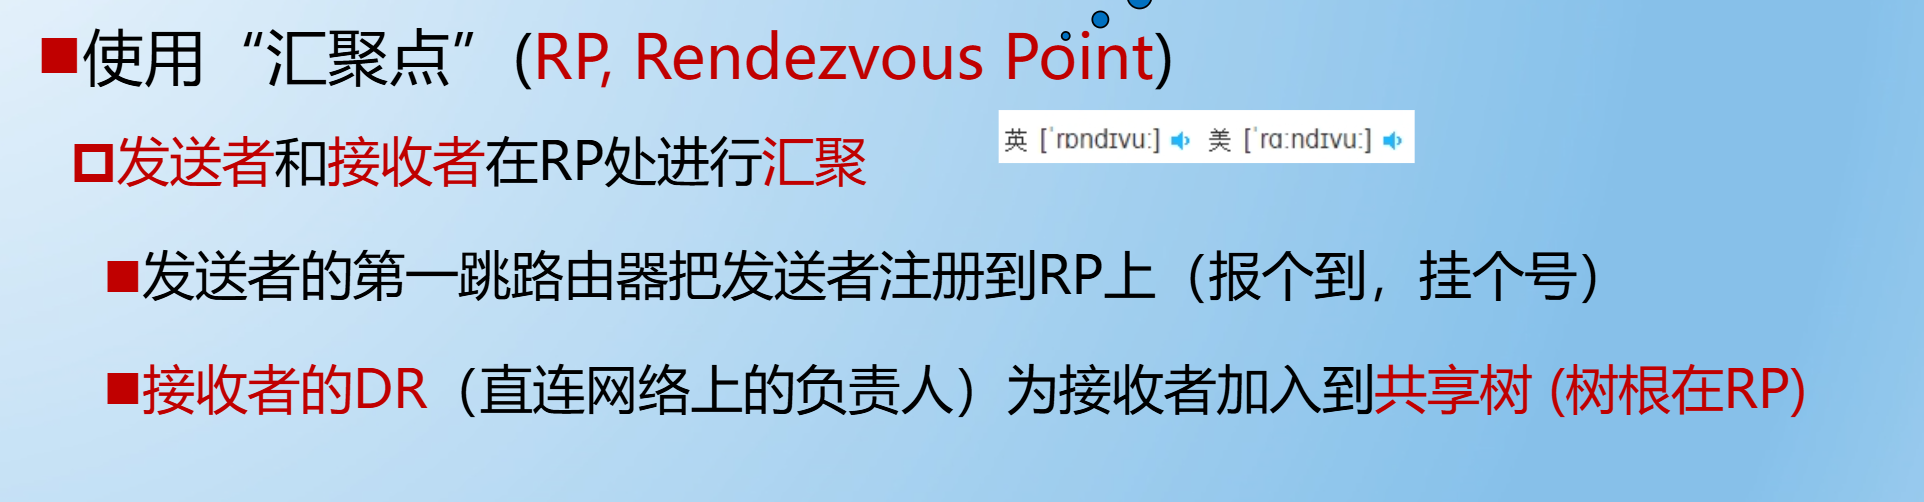 使用“汇聚点”(RP, Rendezvous Point)
英 [ˈrɒndɪvuː] 美 [ˈrɑːndɪvuː]
发送者和接收者在RP处进行汇聚
发送者的第一跳路由器把发送者注册到RP上（报个到，挂个号）
接收者的DR（直连网络上的负责人）为接收者加入到共享树 (树根在RP)